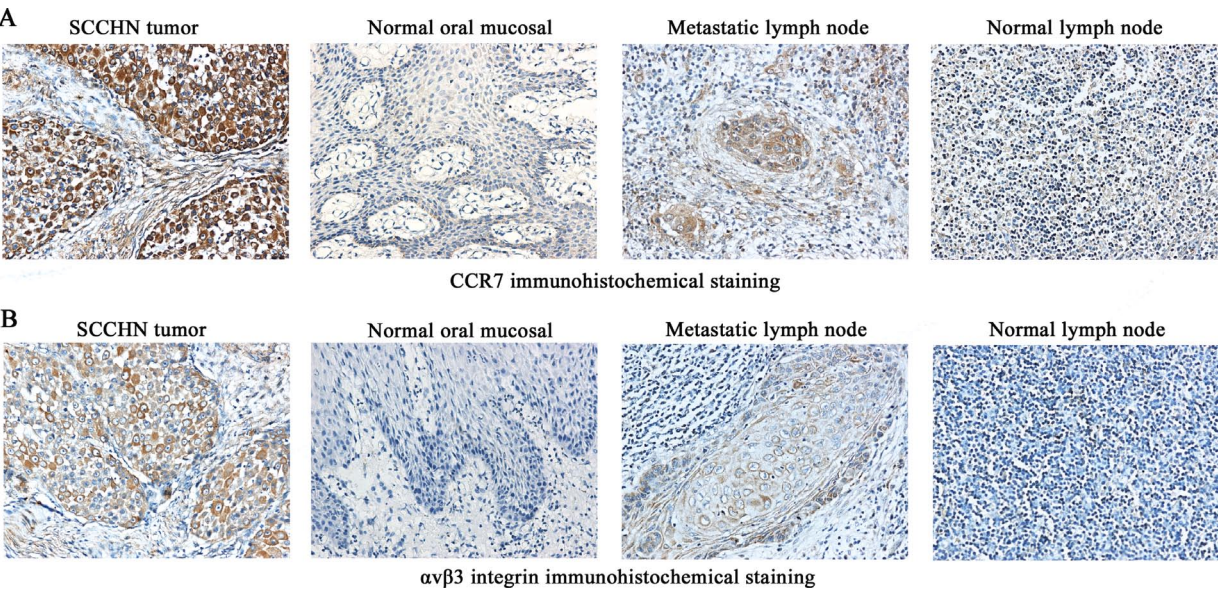 A
SCCHN tumor Normal oral mucosal Metastatic lymph node Normal lymph node
CCR7 immunohistochemical staining
B
SCCHN tumor Normal oral mucosal Metastatic lymph node Normal lymph node
αvβ3 integrin immunohistochemical staining